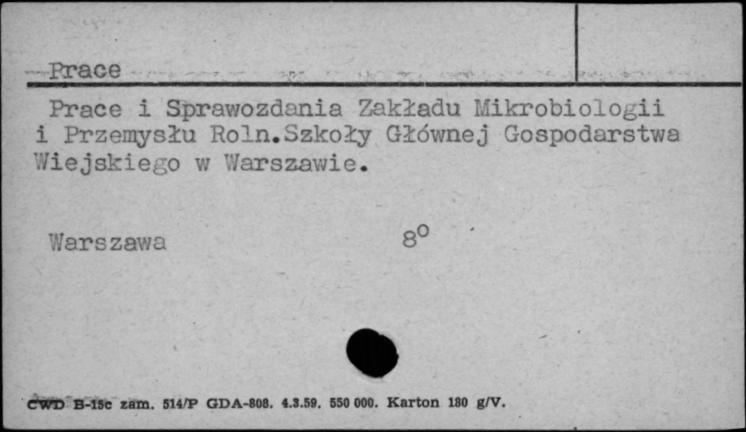 Prace
Prace i Sprawozdania Zakładu Mikrobiologii
i Przemysłu Roln.Szkoły Głównej Gospodarstwa
Wiejskiego w Warszawie.
Warszawa 8°
CWD B-15c zam. 514/P GDA-808. 4.3.59. 550 000. Karton 180 g/V.